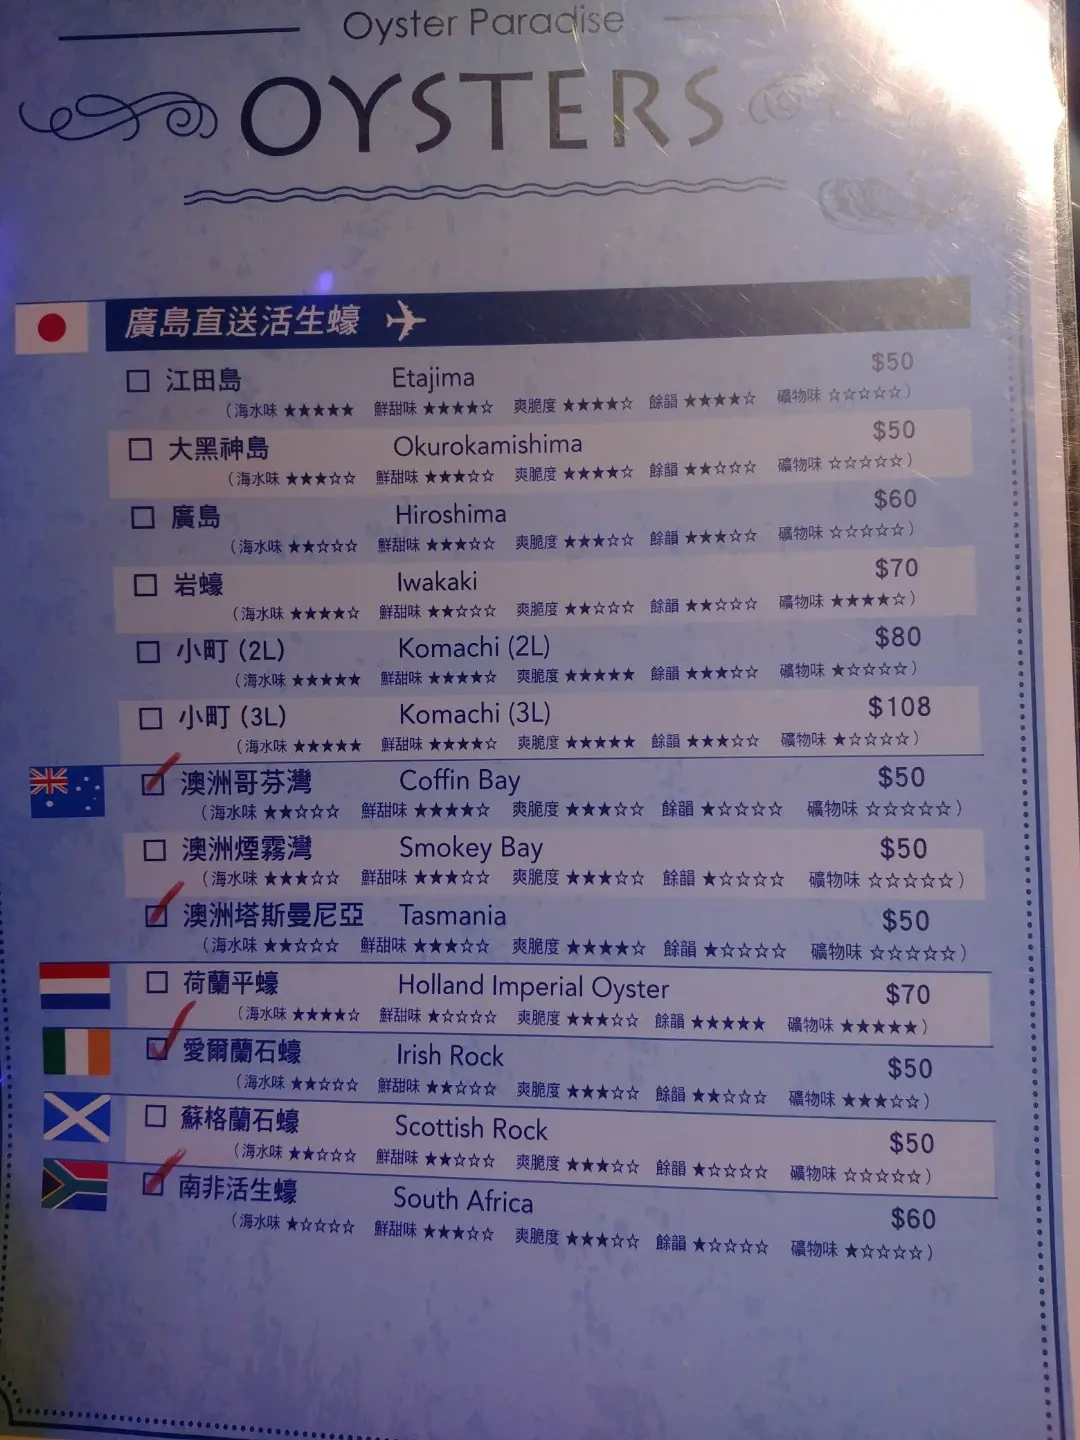 Oyster Paradise
OYSTERS
廣島直送活生蠔
江田島 Etajima $50
(海水味 ★★★★★ 鮮甜味 ★★★★☆ 爽脆度 ★★★★☆ 餘韻 ★★★★☆ 礦物味 ☆☆☆☆☆)
大黑神島 Okurokamishima $50
(海水味 ★★★☆☆ 鮮甜味 ★★★☆☆ 爽脆度 ★★★★☆ 餘韻 ★★☆☆☆ 礦物味 ☆☆☆☆☆)
廣島 Hiroshima $60
(海水味 ★★☆☆☆ 鮮甜味 ★★★☆☆ 爽脆度 ★★★☆☆ 餘韻 ★★★☆☆ 礦物味 ☆☆☆☆☆)
岩蠔 Iwakaki $70
(海水味 ★★★★☆ 鮮甜味 ★★☆☆☆ 爽脆度 ★★☆☆☆ 餘韻 ★★☆☆☆ 礦物味 ★★★★☆)
小町 (2L) Komachi (2L) $80
(海水味 ★★★★★ 鮮甜味 ★★★★☆ 爽脆度 ★★★★★ 餘韻 ★★★☆☆ 礦物味 ★☆☆☆☆)
小町 (3L) Komachi (3L) $108
(海水味 ★★★★★ 鮮甜味 ★★★★☆ 爽脆度 ★★★★★ 餘韻 ★★★☆☆ 礦物味 ★☆☆☆☆)
澳洲哥芬灣 Coffin Bay $50
(海水味 ★★☆☆☆ 鮮甜味 ★★★★☆ 爽脆度 ★★★☆☆ 餘韻 ★☆☆☆☆ 礦物味 ☆☆☆☆☆)
澳洲煙霧灣 Smokey Bay $50
(海水味 ★★★☆☆ 鮮甜味 ★★★☆☆ 爽脆度 ★★★☆☆ 餘韻 ★☆☆☆☆ 礦物味 ☆☆☆☆☆)
澳洲塔斯曼尼亞 Tasmania $50
(海水味 ★★☆☆☆ 鮮甜味 ★★★☆☆ 爽脆度 ★★★★☆ 餘韻 ★☆☆☆☆ 礦物味 ☆☆☆☆☆)
荷蘭平蠔 Holland Imperial Oyster $70
(海水味 ★★★★☆ 鮮甜味 ★☆☆☆☆ 爽脆度 ★★★☆☆ 餘韻 ★★★★★ 礦物味 ★★★★★)
愛爾蘭石蠔 Irish Rock $50
(海水味 ★★☆☆☆ 鮮甜味 ★★☆☆☆ 爽脆度 ★★★☆☆ 餘韻 ★★☆☆☆ 礦物味 ★★★☆☆)
蘇格蘭石蠔 Scottish Rock $50
(海水味 ★★☆☆☆ 鮮甜味 ★★☆☆☆ 爽脆度 ★★★☆☆ 餘韻 ★☆☆☆☆ 礦物味 ☆☆☆☆☆)
南非活生蠔 South Africa $60
(海水味 ★☆☆☆☆ 鮮甜味 ★★★☆☆ 爽脆度 ★★★☆☆ 餘韻 ★☆☆☆☆ 礦物味 ★☆☆☆☆)